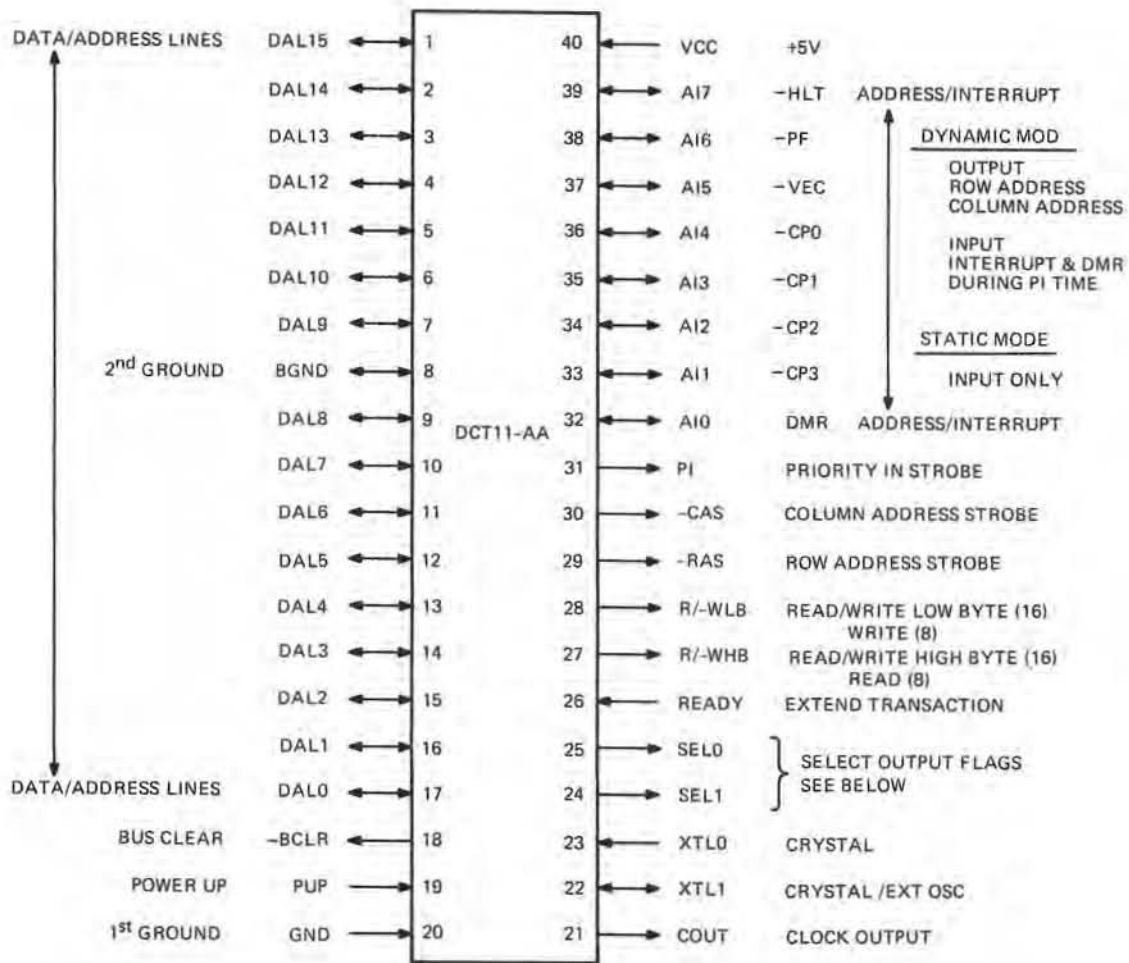 DATA/ADDRESS LINES DAL15 1 40 VCC +5V
DAL14 2 39 AI7 -HLT ADDRESS/INTERRUPT
DAL13 3 38 AI6 -PF DYNAMIC MOD
DAL12 4 37 AI5 -VEC OUTPUT
ROW ADDRESS
COLUMN ADDRESS
DAL11 5 36 AI4 -CP0
INPUT
INTERRUPT & DMR
DURING PI TIME
DAL10 6 35 AI3 -CP1
DAL9 7 34 AI2 -CP2
STATIC MODE
2nd GROUND BGND 8 33 AI1 -CP3 INPUT ONLY
DAL8 9 32 AI0 DMR ADDRESS/INTERRUPT
DCT11-AA
DAL7 10 31 PI PRIORITY IN STROBE
DAL6 11 30 -CAS COLUMN ADDRESS STROBE
DAL5 12 29 -RAS ROW ADDRESS STROBE
DAL4 13 28 R/-WLB READ/WRITE LOW BYTE (16)
WRITE (8)
DAL3 14 27 R/-WHB READ/WRITE HIGH BYTE (16)
READ (8)
DAL2 15 26 READY EXTEND TRANSACTION
DAL1 16 25 SEL0 SELECT OUTPUT FLAGS
SEE BELOW
DATA/ADDRESS LINES DAL0 17 24 SEL1
BUS CLEAR -BCLR 18 23 XTL0 CRYSTAL
POWER UP PUP 19 22 XTL1 CRYSTAL /EXT OSC
1st GROUND GND 20 21 COUT CLOCK OUTPUT